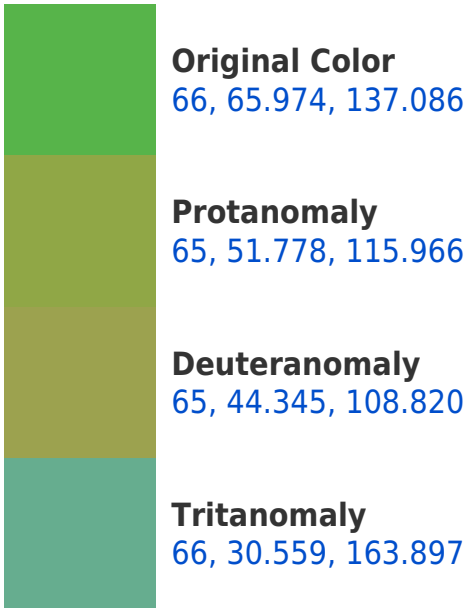 Original Color
66, 65.974, 137.086
Protanomaly
65, 51.778, 115.966
Deuteranomaly
65, 44.345, 108.820
Tritanomaly
66, 30.559, 163.897